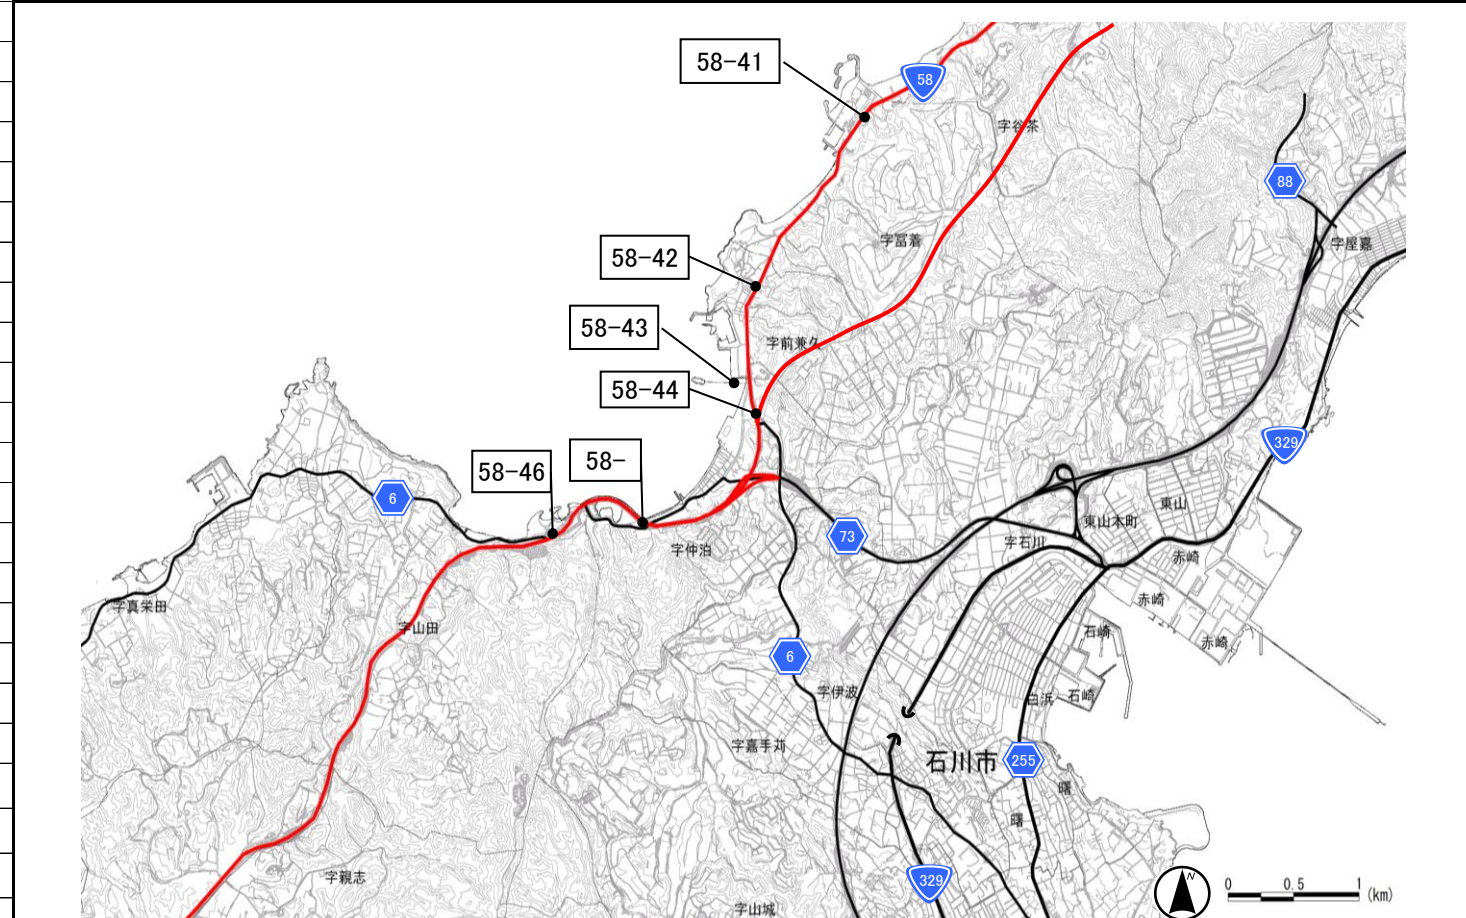 58-41
58
字谷茶
88
字屋嘉
字冨着
58-42
58-43
字前兼久
58-44
329
58-46
58-
6
73
東山
東山本町
字石川
赤崎
字仲泊
赤崎
字真栄田
字山田
石崎
赤崎
6
字伊波
白浜
石崎
字嘉手苅
石川市
255
曙
曙
字親志
329
字山城
N
0 0.5 1
(km)